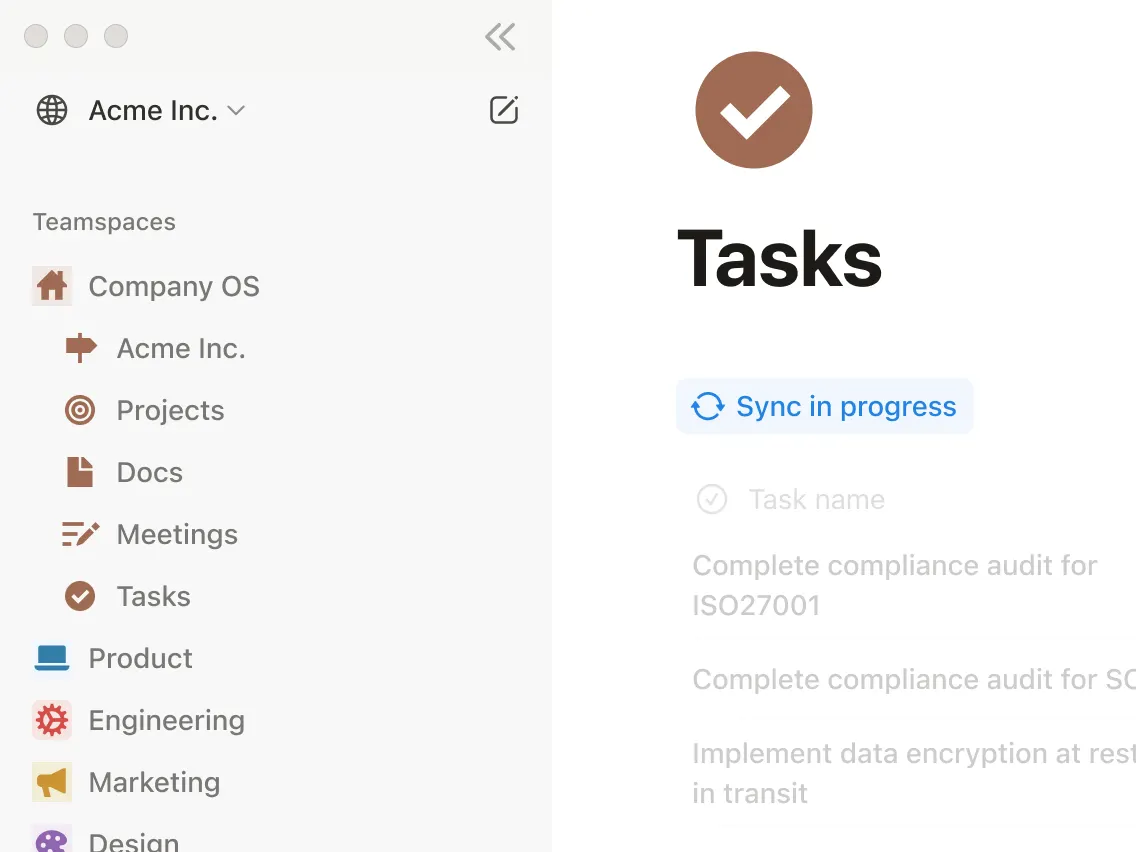 Acme Inc.
Teamspaces
Company OS
Acme Inc.
Projects
Docs
Meetings
Tasks
Product
Engineering
Marketing
Design
Tasks
Sync in progress
Task name
Complete compliance audit for
ISO27001
Complete compliance audit for
Implement data encryption at rest
in transit